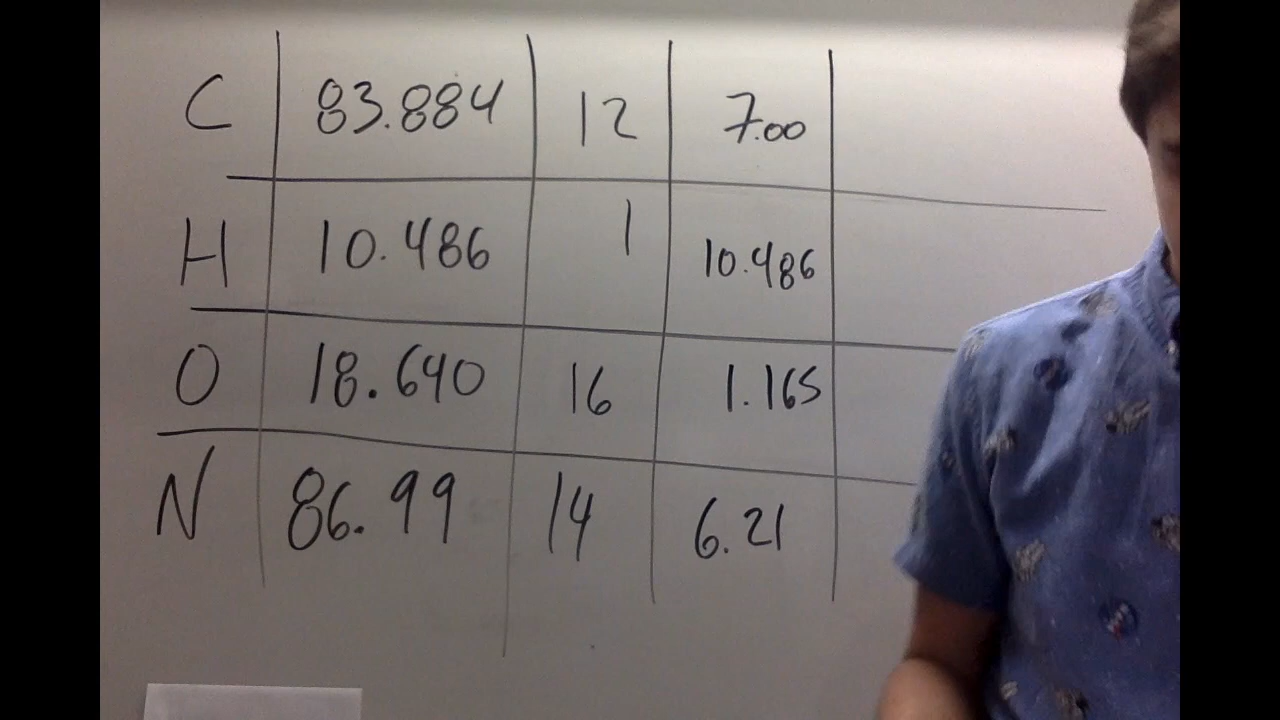 C 83.884 12 7.00
H 10.486 1 10.486
O 18.640 16 1.165
N 86.99 14 6.21